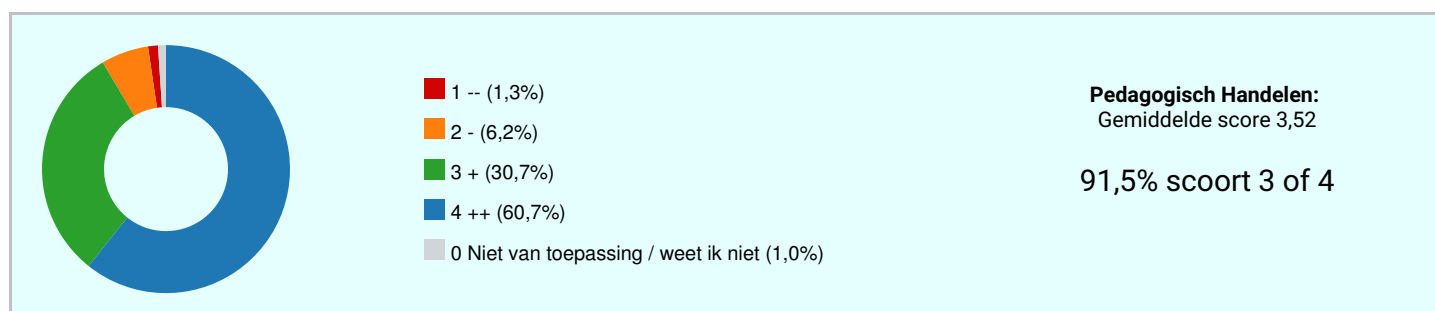 1 -- (1,3%)
2 - (6,2%)
3 + (30,7%)
4 ++ (60,7%)
0 Niet van toepassing / weet ik niet (1,0%)
Pedagogisch Handelen:
Gemiddelde score 3,52
91,5% scoort 3 of 4